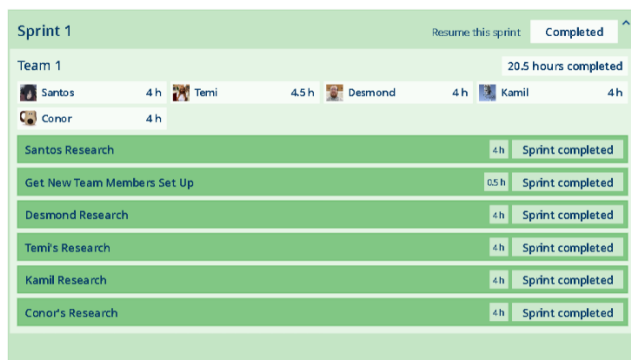 Sprint 1 Resume this sprint Completed
Team 1 20.5 hours completed
Santos 4 h Temi 4.5 h Desmond 4 h Kamil 4 h
Conor 4 h
Santos Research 4 h Sprint completed
Get New Team Members Set Up 0.5 h Sprint completed
Desmond Research 4 h Sprint completed
Temi's Research 4 h Sprint completed
Kamil Research 4 h Sprint completed
Conor's Research 4 h Sprint completed